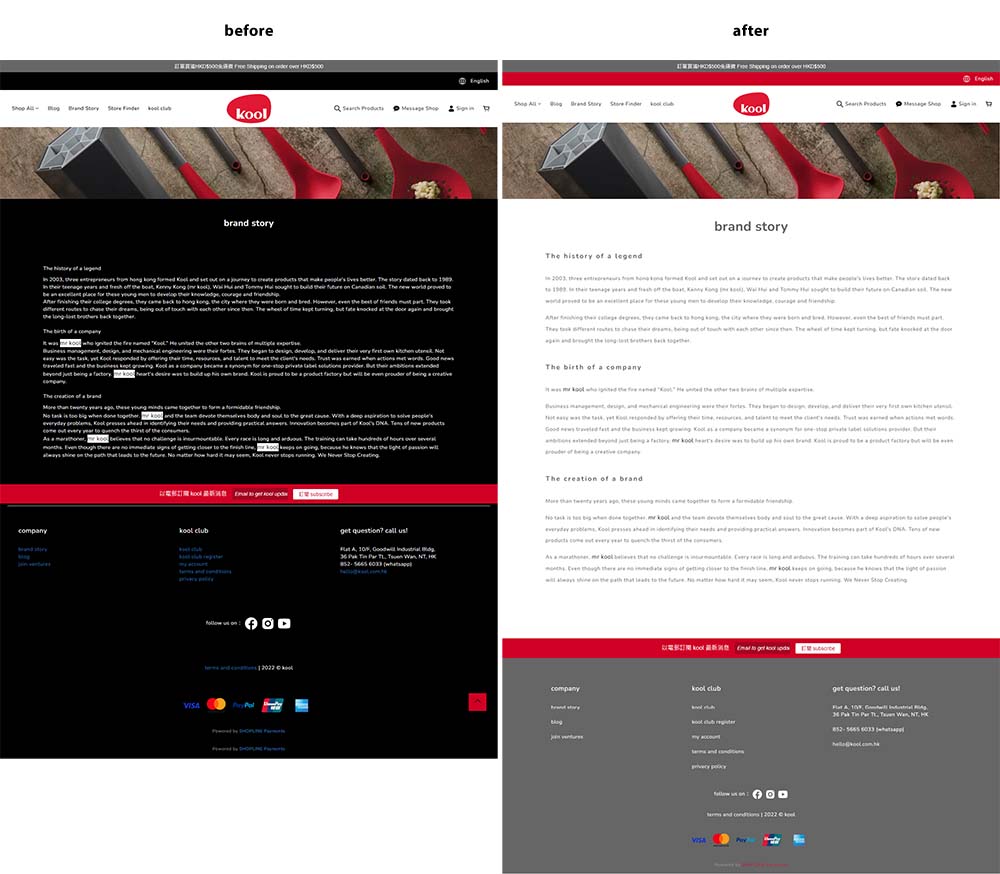 before
after
訂單買滿HKD$500免運費 Free Shipping on order over HKD$500
English
Shop All
Blog
Brand Story
Store Finder
kool club
kool
Search Products
Message Shop
Sign in
brand story
The history of a legend
In 2003, three entrepreneurs from hong kong formed Kool and set out on a journey to create products that make people's lives better. The story dated back to 1989.
In their teenage years and fresh off the boat, Kenny Kong (mr kool), Wai Hui and Tommy Hui sought to build their future on Canadian soil. The new world proved to
be an excellent place for these young men to develop their knowledge, courage and friendship.
After finishing their college degrees, they came back to hong kong, the city where they were born and bred. However, even the best of friends must part. They took
different routes to chase their dreams, being out of touch with each other since then. The wheel of time kept turning, but fate knocked at the door again and brought
the long-lost brothers back together.
The birth of a company
It was mr kool who ignited the fire named "Kool." He united the other two brains of multiple expertise.
Business management, design, and mechanical engineering were their fortes. They began to design, develop, and deliver their very first own kitchen utensil. Not
easy was the task, yet Kool responded by offering their time, resources, and talent to meet the client's needs. Trust was earned when actions met words. Good news
traveled fast and the business kept growing. Kool as a company became a synonym for one-stop private label solutions provider. But their ambitions extended
beyond just being a factory, mr kool heart's desire was to build up his own brand. Kool is proud to be a product factory but will be even prouder of being a creative
company.
The creation of a brand
More than twenty years ago, these young minds came together to form a formidable friendship.
No task is too big when done together. mr kool and the team devote themselves body and soul to the great cause. With a deep aspiration to solve people's
everyday problems, Kool presses ahead in identifying their needs and providing practical answers. Innovation becomes part of Kool's DNA. Tens of new products
come out every year to quench the thirst of the consumers.
As a marathoner, mr kool believes that no challenge is insurmountable. Every race is long and arduous. The training can take hundreds of hours over several
months. Even though there are no immediate signs of getting closer to the finish line, mr kool keeps on going, because he knows that the light of passion will
always shine on the path that leads to the future. No matter how hard it may seem, Kool never stops running. We Never Stop Creating.
以電郵訂閱 kool 最新消息
Email to get kool updat
訂閱 subscribe
company
brand story
blog
join ventures
kool club
kool club
kool club register
my account
terms and conditions
privacy policy
get question? call us!
Flat A, 10/F, Goodwill Industrial Bldg,
36 Pak Tin Par Tt., Tsuen Wan, NT, HK
852- 5665 6033 (whatsapp)
hello@kool.com.hk
follow us on :
terms and conditions | 2022 © kool
VISA
PayPal
UnionPay
Powered by SHOPLINE Payments
Powered by SHOPLINE Payments
訂單買滿HKD$500免運費 Free Shipping on order over HKD$500
English
Shop All
Blog
Brand Story
Store Finder
kool club
kool
Search Products
Message Shop
Sign in
brand story
The history of a legend
In 2003, three entrepreneurs from hong kong formed Kool and set out on a journey to create products that make people's lives better. The story dated back
to 1989. In their teenage years and fresh off the boat, Kenny Kong (mr kool), Wai Hui and Tommy Hui sought to build their future on Canadian soil. The new
world proved to be an excellent place for these young men to develop their knowledge, courage and friendship.
After finishing their college degrees, they came back to hong kong, the city where they were born and bred. However, even the best of friends must part.
They took different routes to chase their dreams, being out of touch with each other since then. The wheel of time kept turning, but fate knocked at the door
again and brought the long-lost brothers back together.
The birth of a company
It was mr kool who ignited the fire named "Kool." He united the other two brains of multiple expertise.
Business management, design, and mechanical engineering were their fortes. They began to design, develop, and deliver their very first own kitchen utensil.
Not easy was the task, yet Kool responded by offering their time, resources, and talent to meet the client's needs. Trust was earned when actions met words.
Good news traveled fast and the business kept growing. Kool as a company became a synonym for one-stop private label solutions provider. But their
ambitions extended beyond just being a factory, mr kool heart's desire was to build up his own brand. Kool is proud to be a product factory but will be even
prouder of being a creative company.
The creation of a brand
More than twenty years ago, these young minds came together to form a formidable friendship.
No task is too big when done together. mr kool and the team devote themselves body and soul to the great cause. With a deep aspiration to solve people's
everyday problems, Kool presses ahead in identifying their needs and providing practical answers. Innovation becomes part of Kool's DNA. Tens of new
products come out every year to quench the thirst of the consumers.
As a marathoner, mr kool believes that no challenge is insurmountable. Every race is long and arduous. The training can take hundreds of hours over several
months. Even though there are no immediate signs of getting closer to the finish line, mr kool keeps on going, because he knows that the light of passion
will always shine on the path that leads to the future. No matter how hard it may seem, Kool never stops running. We Never Stop Creating.
以電郵訂閱 kool 最新消息
Email to get kool updat
訂閱 subscribe
company
brand story
blog
join ventures
kool club
kool club
kool club register
my account
terms and conditions
privacy policy
get question? call us!
Flat A, 10/F, Goodwill Industrial Bldg,
36 Pak Tin Par Tt., Tsuen Wan, NT, HK
852- 5665 6033 (whatsapp)
hello@kool.com.hk
follow us on :
terms and conditions | 2022 © kool
VISA
PayPal
UnionPay
Powered by